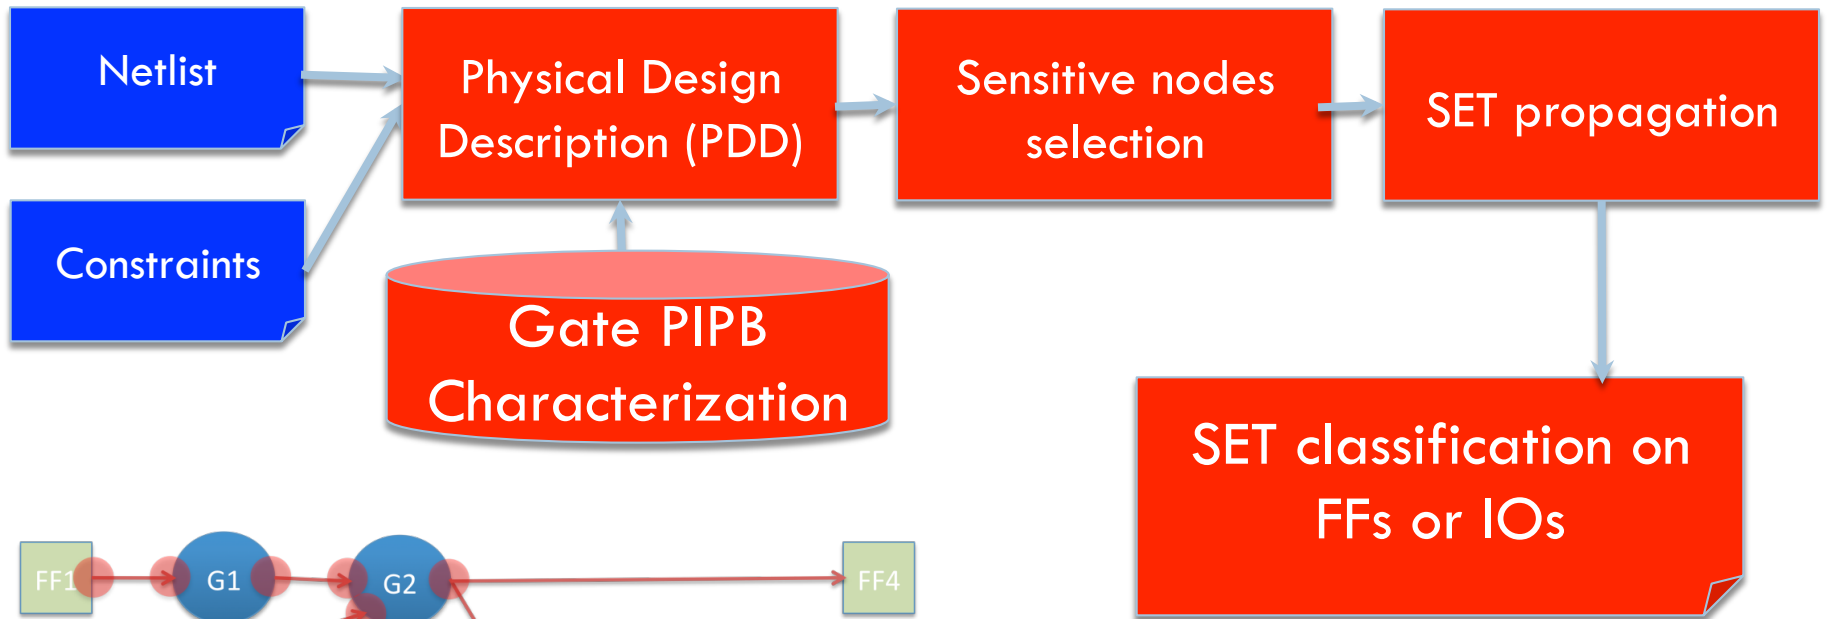 Netlist
Physical Design
Description (PDD)
Sensitive nodes
selection
SET propagation
Constraints
Gate PIPB
Characterization
SET classification on
FFs or IOs
FF1
G1
G2
FF4